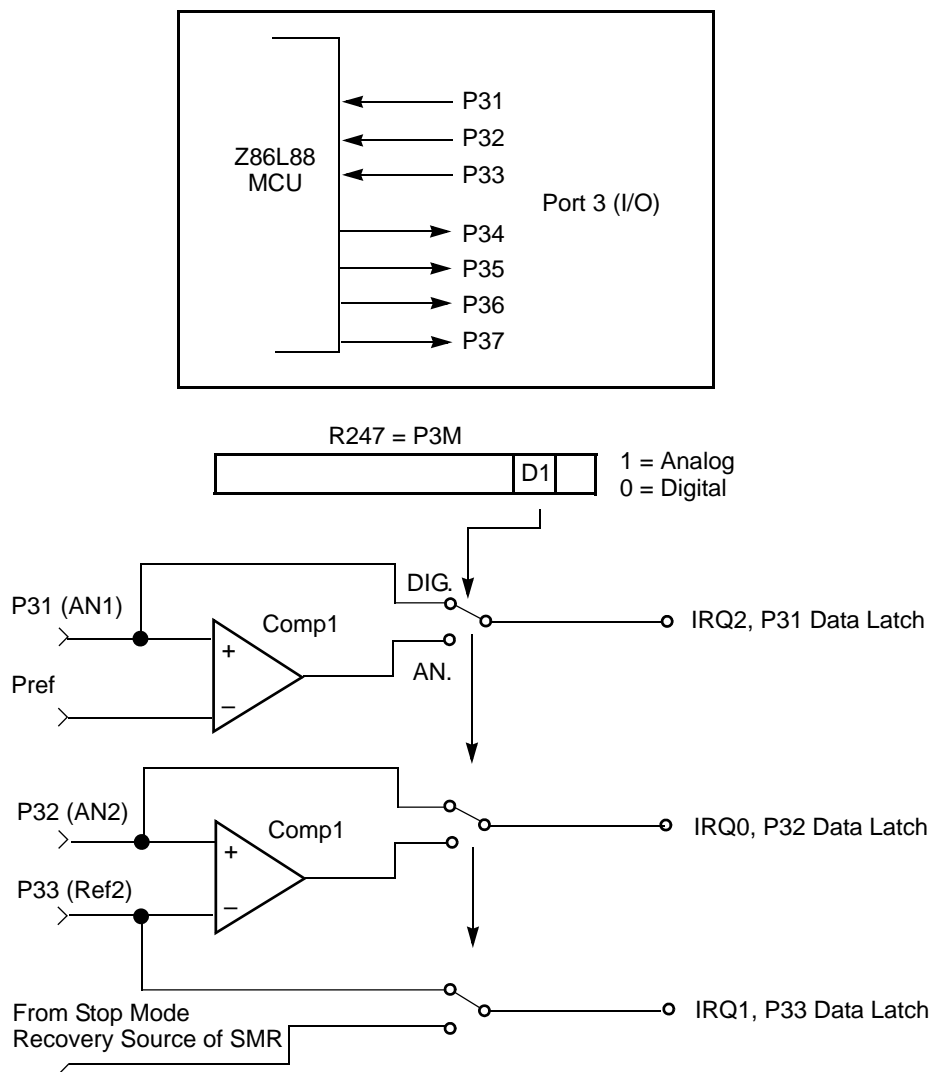 Z86L88
MCU
P31
P32
P33
Port 3 (I/O)
P34
P35
P36
P37
R247 = P3M
D1
1 = Analog
0 = Digital
DIG.
P31 (AN1)
Comp1
+
IRQ2, P31 Data Latch
AN.
Pref
–
P32 (AN2)
Comp1
+
IRQ0, P32 Data Latch
P33 (Ref2)
–
From Stop Mode
Recovery Source of SMR
IRQ1, P33 Data Latch